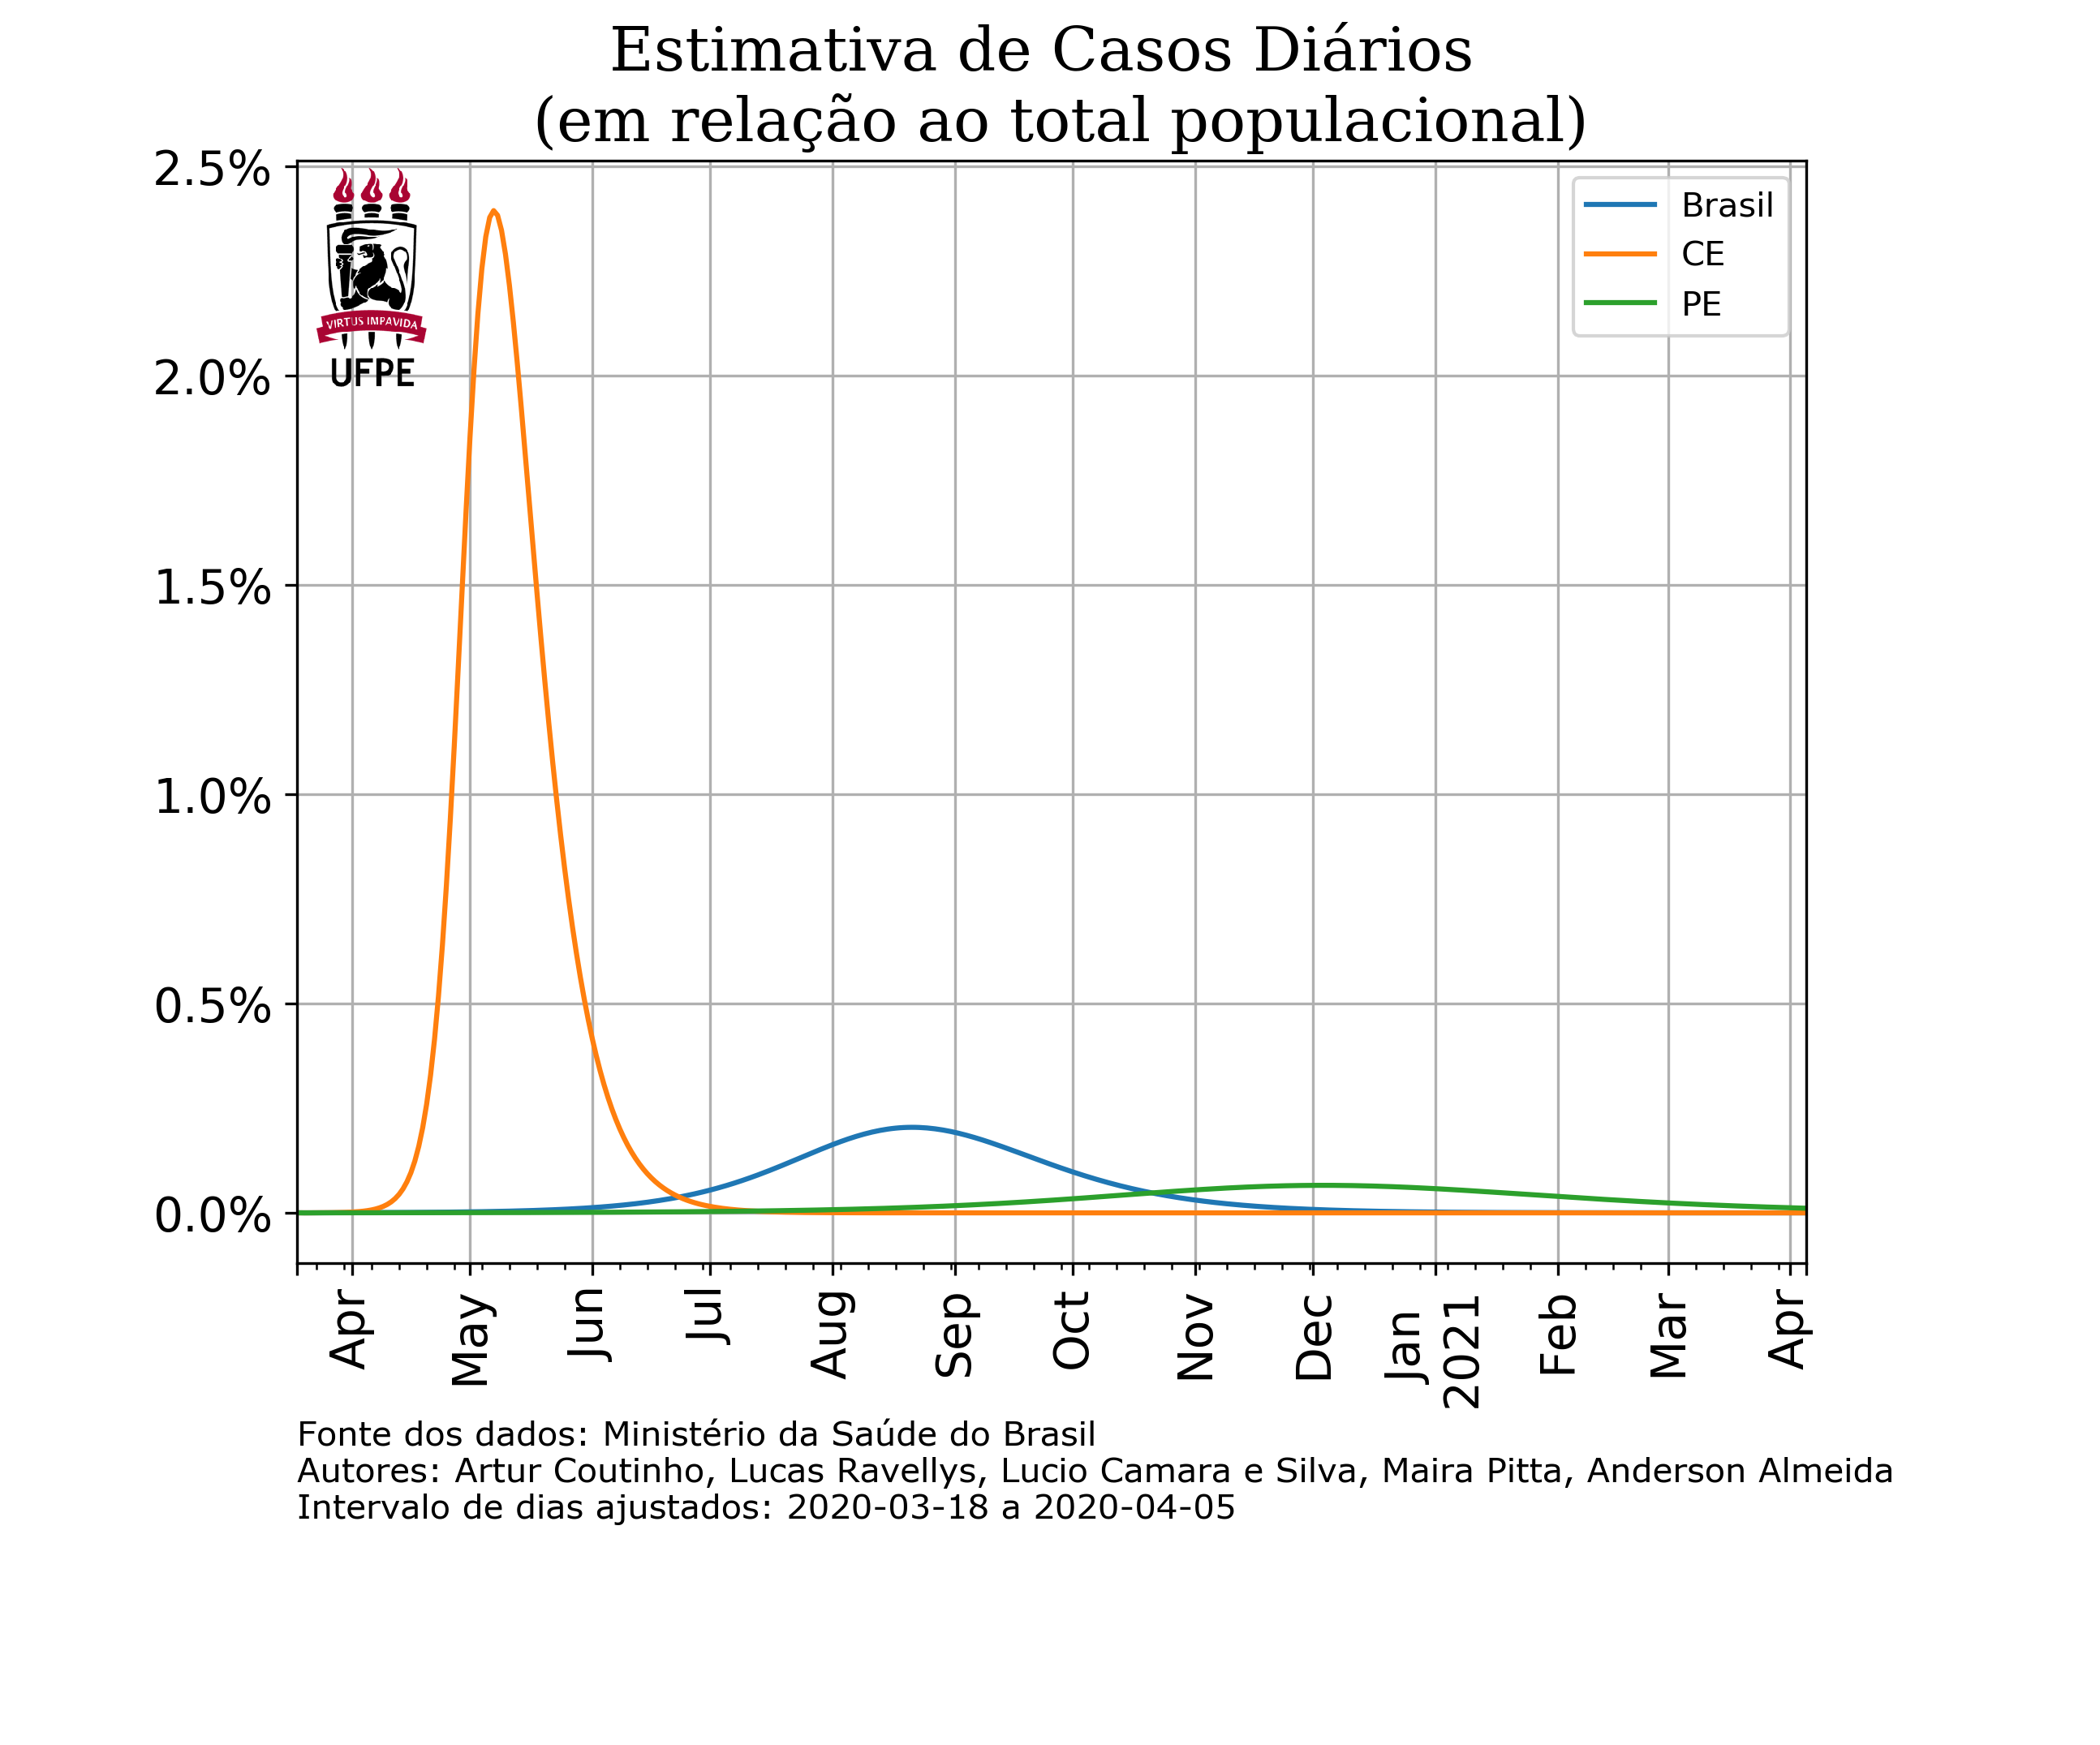 Estimativa de Casos Diários
(em relação ao total populacional)
2.5%
2.0%
1.5%
1.0%
0.5%
0.0%
VIRTUS IMPAVIDA
UFPE
Brasil
CE
PE
Apr
May
Jun
Jul
Aug
Sep
Oct
Nov
Dec
Jan
2021
Feb
Mar
Apr
Fonte dos dados: Ministério da Saúde do Brasil
Autores: Artur Coutinho, Lucas Ravellys, Lucio Camara e Silva, Maira Pitta, Anderson Almeida
Intervalo de dias ajustados: 2020-03-18 a 2020-04-05